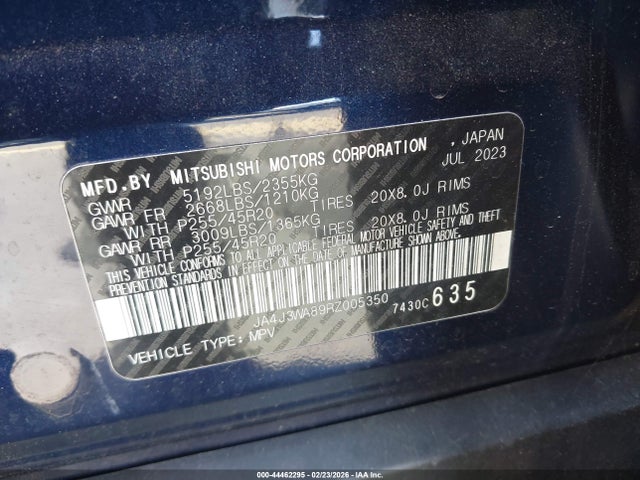 MFD.BY MITSUBISHI MOTORS CORPORATION , JAPAN
JUL 2023
GVWR 5192LBS/2355KG
GAWR FR 2668LBS/1210KG
WITH P255/45R20 TIRES 20X8.0J RIMS
GAWR RR 3009LBS/1365KG
WITH P255/45R20 TIRES 20X8.0J RIMS
THIS VEHICLE CONFORMS TO ALL APPLICABLE FEDERAL MOTOR VEHICLE SAFETY AND THEFT
PREVENTION STANDARDS IN EFFECT ON THE DATE OF MANUFACTURE SHOWN ABOVE.
JA4J3WA89RZ005350 7430C 635
VEHICLE TYPE: MPV
000-44462295 - 02/23/2026 - IAA Inc.